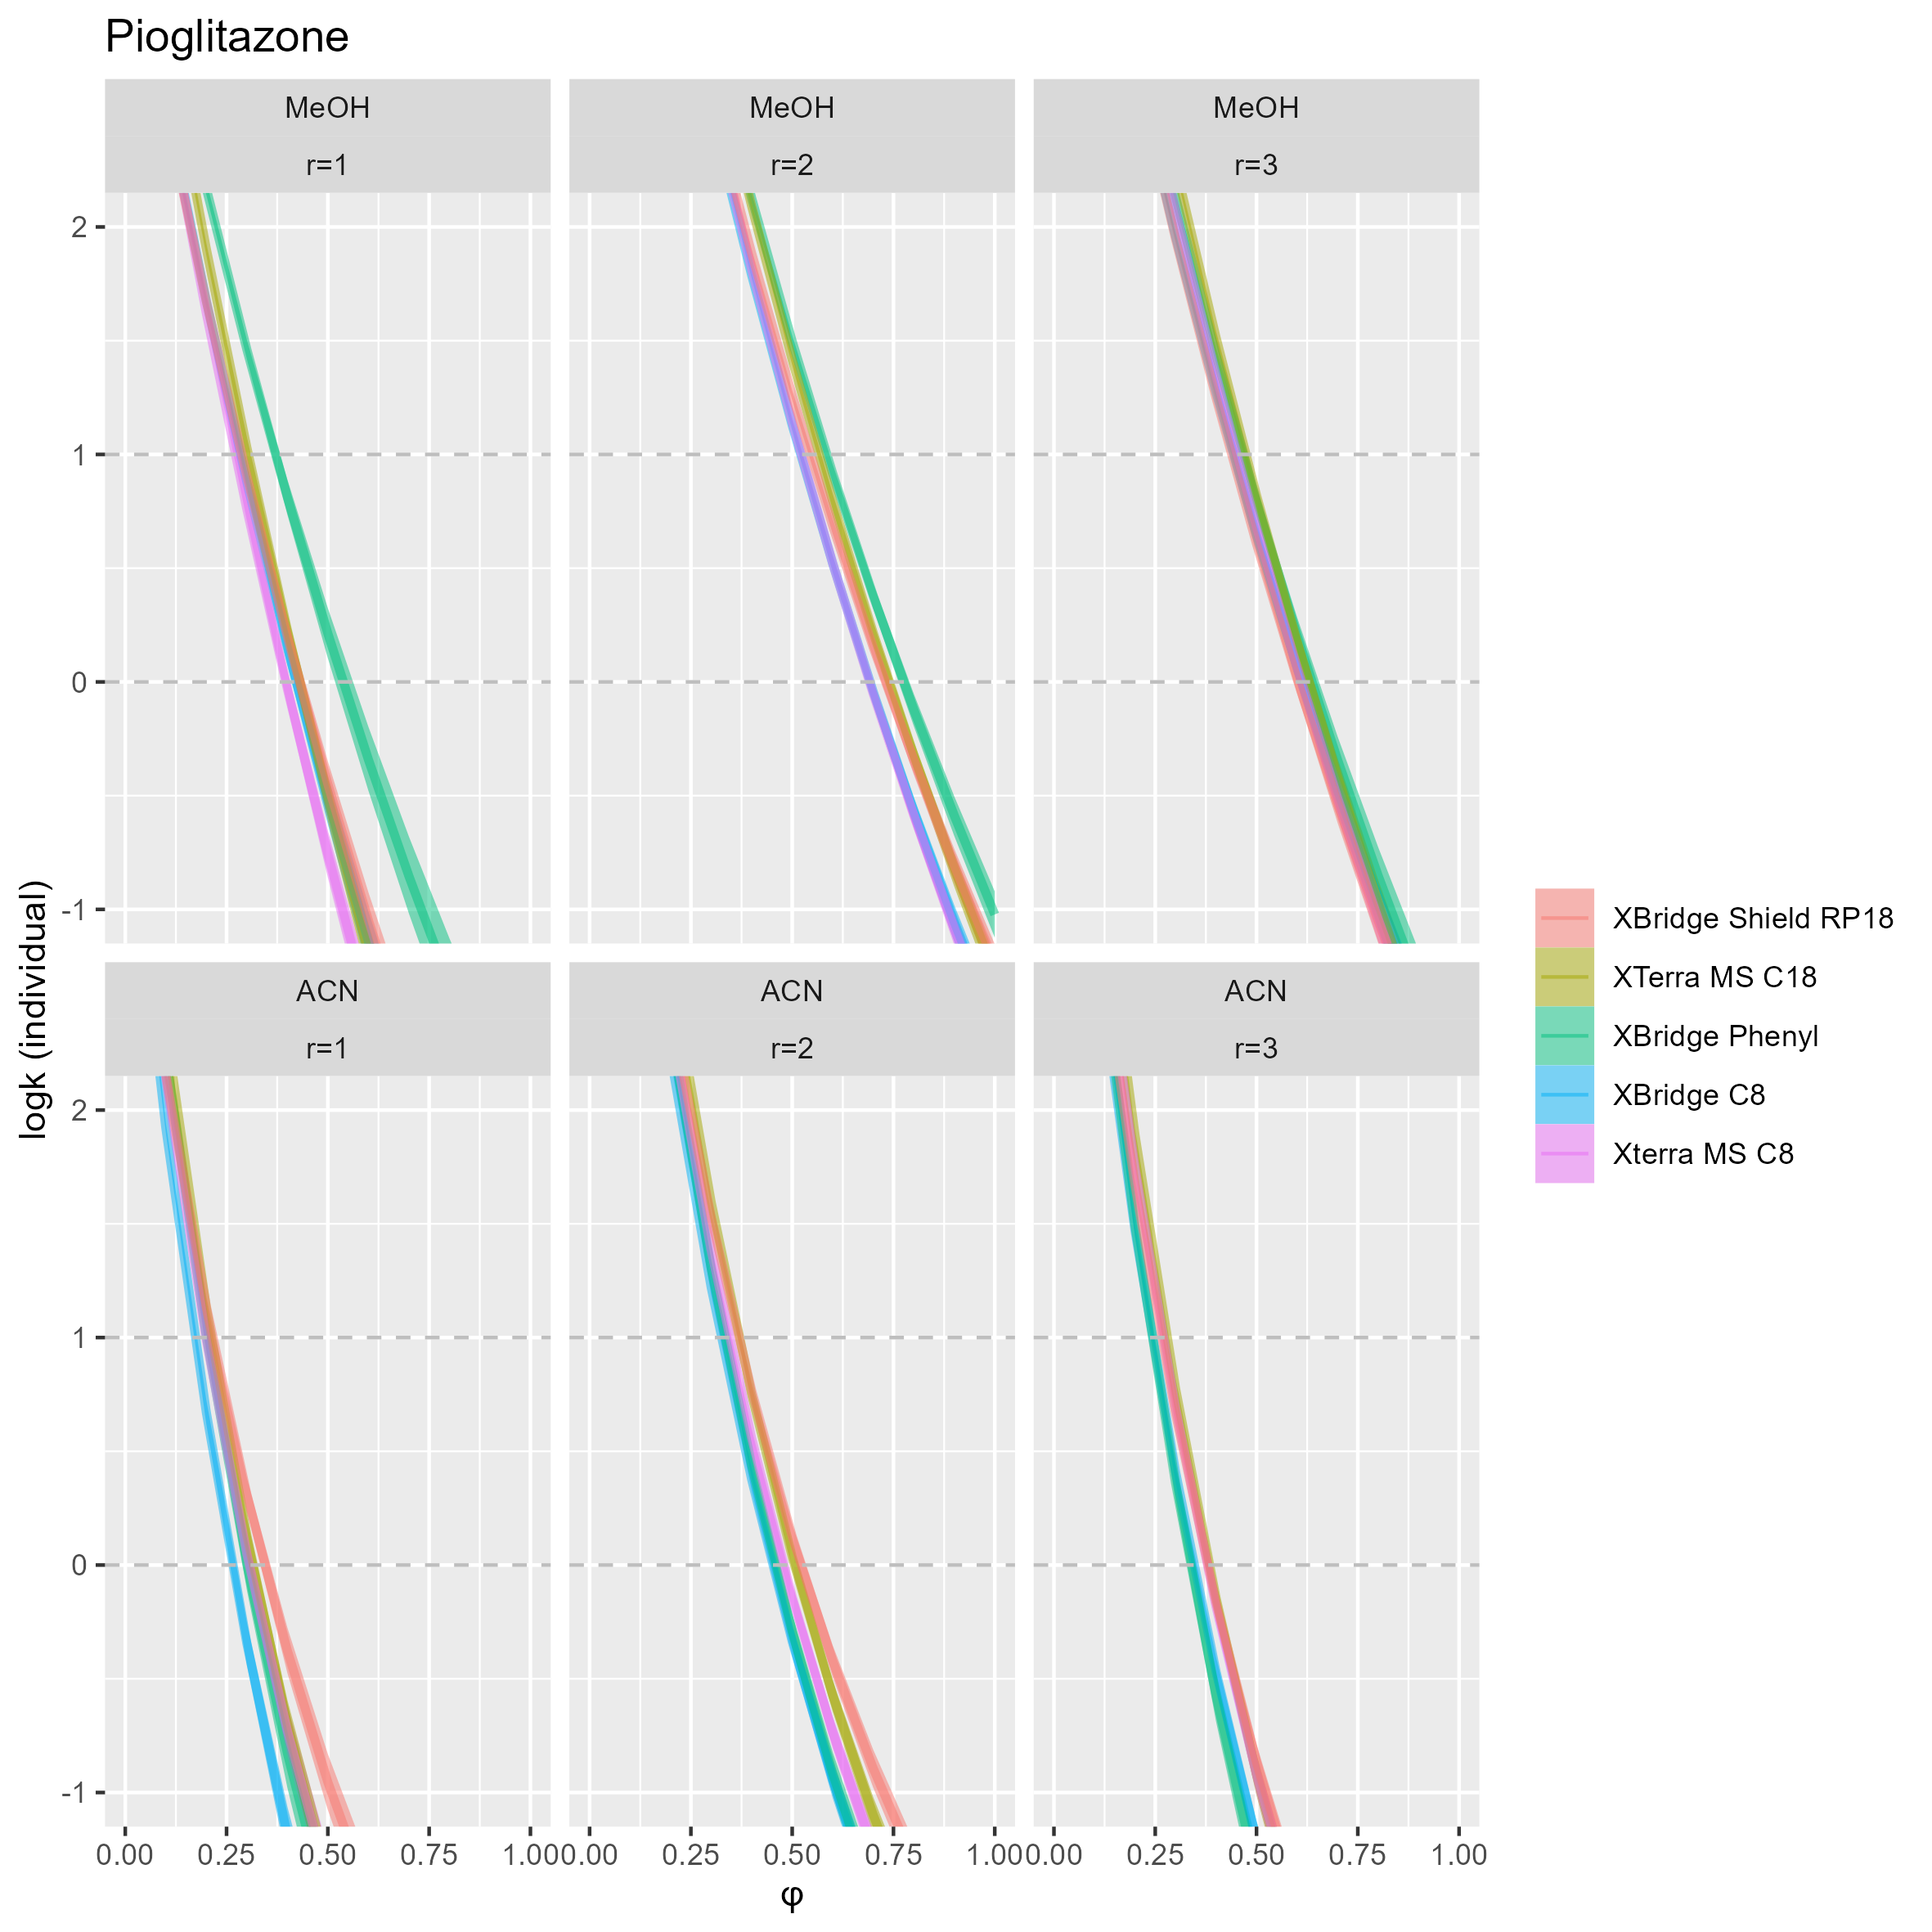 Pioglitazone
MeOH MeOH MeOH
r=1 r=2 r=3
2
1
0
-1
ACN ACN ACN
r=1 r=2 r=3
2
1
0
-1
0.00 0.25 0.50 0.75 1.00 0.00 0.25 0.50 0.75 1.00 0.00 0.25 0.50 0.75 1.00
φ
logk (individual)
XBridge Shield RP18
XTerra MS C18
XBridge Phenyl
XBridge C8
Xterra MS C8